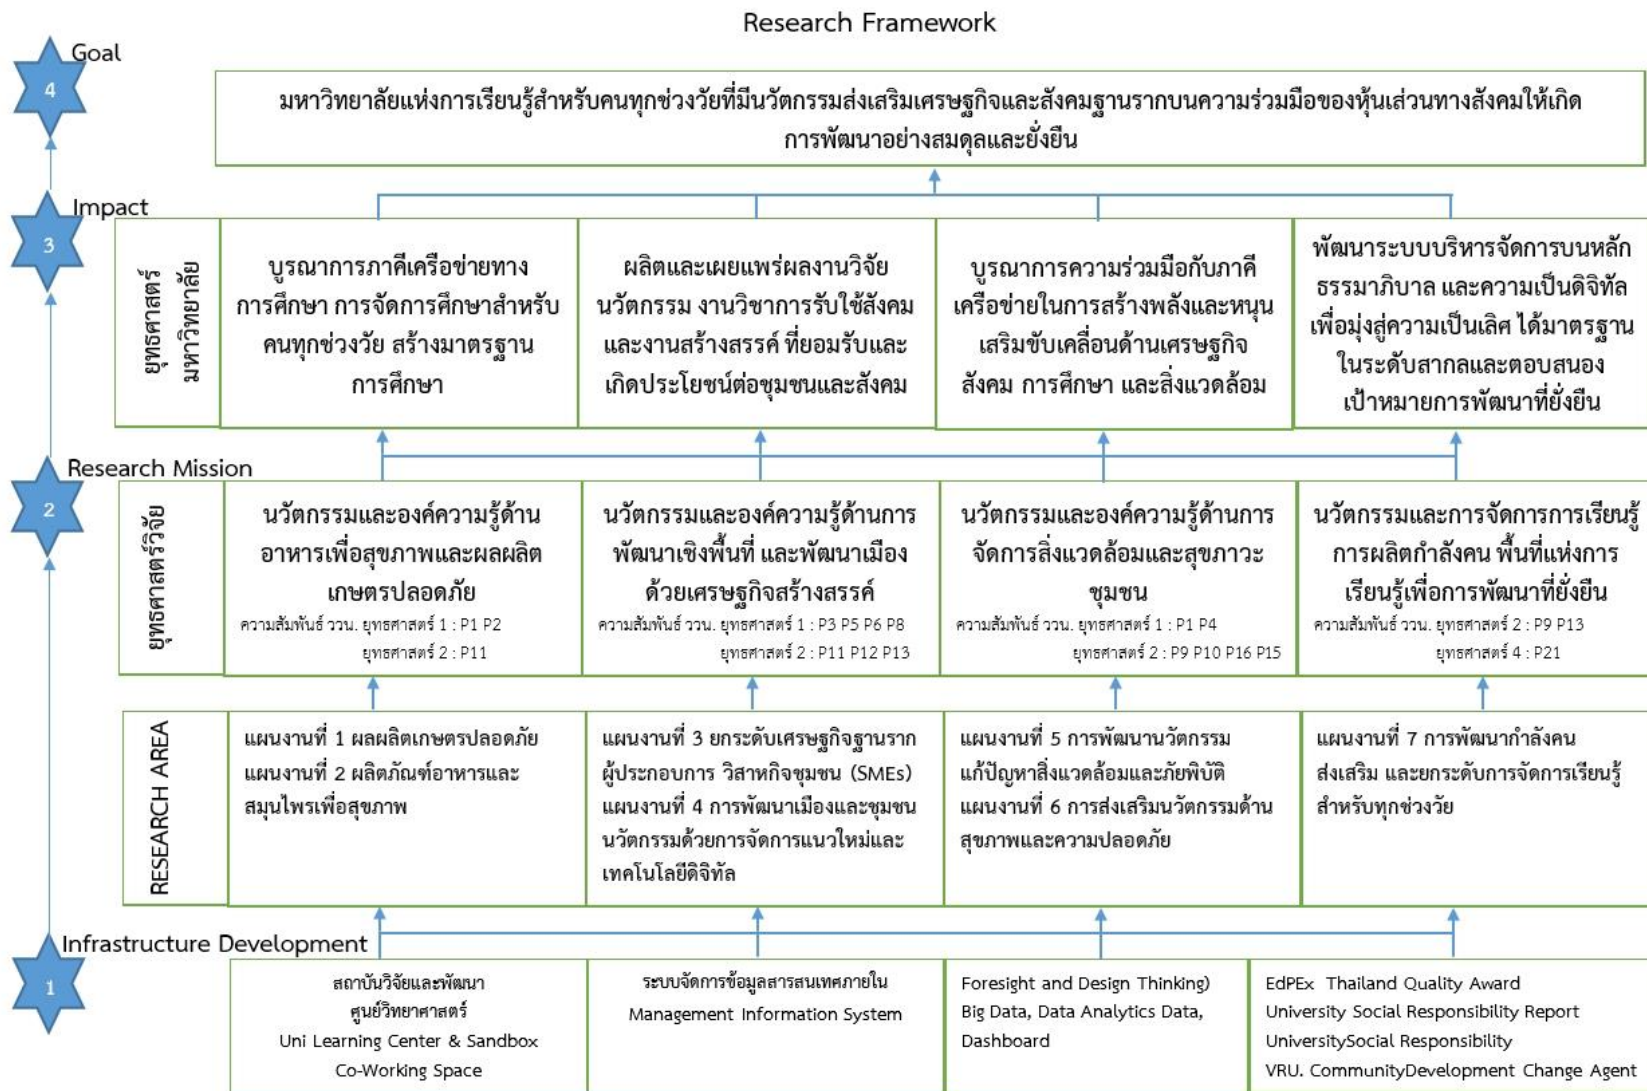 Research Framework
Goal
4
มหาวิทยาลัยแห่งการเรียนรู้สำหรับคนทุกช่วงวัยที่มีนวัตกรรมส่งเสริมเศรษฐกิจและสังคมฐานรากบนความร่วมมือของหุ้นส่วนทางสังคมให้เกิด
การพัฒนาอย่างสมดุลและยั่งยืน
Impact
3
ยุทธศาสตร์
มหาวิทยาลัย
บูรณาการภาคีเครือข่ายทาง
การศึกษา การจัดการศึกษาสำหรับ
คนทุกช่วงวัย สร้างมาตรฐาน
การศึกษา
ผลิตและเผยแพร่ผลงานวิจัย
นวัตกรรม งานวิชาการรับใช้สังคม
และงานสร้างสรรค์ ที่ยอมรับและ
เกิดประโยชน์ต่อชุมชนและสังคม
บูรณาการความร่วมมือกับภาคี
เครือข่ายในการสร้างพลังและหนุน
เสริมขับเคลื่อนด้านเศรษฐกิจ
สังคม การศึกษา และสิ่งแวดล้อม
พัฒนาระบบบริหารจัดการบนหลัก
ธรรมาภิบาล และความเป็นดิจิทัล
เพื่อมุ่งสู่ความเป็นเลิศ ได้มาตรฐาน
ในระดับสากลและตอบสนอง
เป้าหมายการพัฒนาที่ยั่งยืน
Research Mission
2
ยุทธศาสตร์วิจัย
นวัตกรรมและองค์ความรู้ด้าน
อาหารเพื่อสุขภาพและผลผลิต
เกษตรปลอดภัย
ความสัมพันธ์ ววน. ยุทธศาสตร์ 1 : P1 P2
ยุทธศาสตร์ 2 : P11
นวัตกรรมและองค์ความรู้ด้านการ
พัฒนาเชิงพื้นที่ และพัฒนาเมือง
ด้วยเศรษฐกิจสร้างสรรค์
ความสัมพันธ์ ววน. ยุทธศาสตร์ 1 : P3 P5 P6 P8
ยุทธศาสตร์ 2 : P11 P12 P13
นวัตกรรมและองค์ความรู้ด้านการ
จัดการสิ่งแวดล้อมและสุขภาวะ
ชุมชน
ความสัมพันธ์ ววน. ยุทธศาสตร์ 1 : P1 P4
ยุทธศาสตร์ 2 : P9 P10 P16 P15
นวัตกรรมและการจัดการการเรียนรู้
การผลิตกำลังคน พื้นที่แห่งการ
เรียนรู้เพื่อการพัฒนาที่ยั่งยืน
ความสัมพันธ์ ววน. ยุทธศาสตร์ 2 : P9 P13
ยุทธศาสตร์ 4 : P21
RESEARCH AREA
แผนงานที่ 1 ผลผลิตเกษตรปลอดภัย
แผนงานที่ 2 ผลิตภัณฑ์อาหารและ
สมุนไพรเพื่อสุขภาพ
แผนงานที่ 3 ยกระดับเศรษฐกิจฐานราก
ผู้ประกอบการ วิสาหกิจชุมชน (SMEs)
แผนงานที่ 4 การพัฒนาเมืองและชุมชน
นวัตกรรมด้วยการจัดการแนวใหม่และ
เทคโนโลยีดิจิทัล
แผนงานที่ 5 การพัฒนานวัตกรรม
แก้ปัญหาสิ่งแวดล้อมและภัยพิบัติ
แผนงานที่ 6 การส่งเสริมนวัตกรรมด้าน
สุขภาพและความปลอดภัย
แผนงานที่ 7 การพัฒนากำลังคน
ส่งเสริม และยกระดับการจัดการเรียนรู้
สำหรับทุกช่วงวัย
Infrastructure Development
1
สถาบันวิจัยและพัฒนา
ศูนย์วิทยาศาสตร์
Uni Learning Center & Sandbox
Co-Working Space
ระบบจัดการข้อมูลสารสนเทศภายใน
Management Information System
Foresight and Design Thinking)
Big Data, Data Analytics Data,
Dashboard
EdPEx Thailand Quality Award
University Social Responsibility Report
UniversitySocial Responsibility
VRU. CommunityDevelopment Change Agent